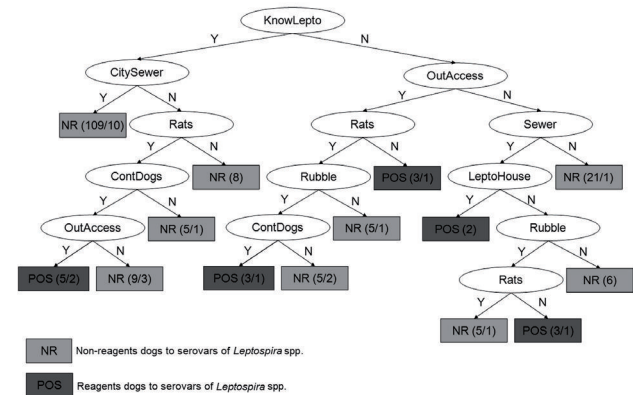 KnowLepto
Y N
CitySewer OutAccess
Y N Y N
NR (109/10) Rats Rats Sewer
Y N Y N Y N
ContDogs NR (8) Rubble POS (3/1) LeptoHouse NR (21/1)
Y N Y N Y N
OutAccess NR (5/1) ContDogs NR (5/1) POS (2) Rubble
Y N Y N Y N
POS (5/2) NR (9/3) POS (3/1) NR (5/2) Rats NR (6)
Y N
NR (5/1) POS (3/1)
NR Non-reagents dogs to serovars of Leptospira spp.
POS Reagents dogs to serovars of Leptospira spp.